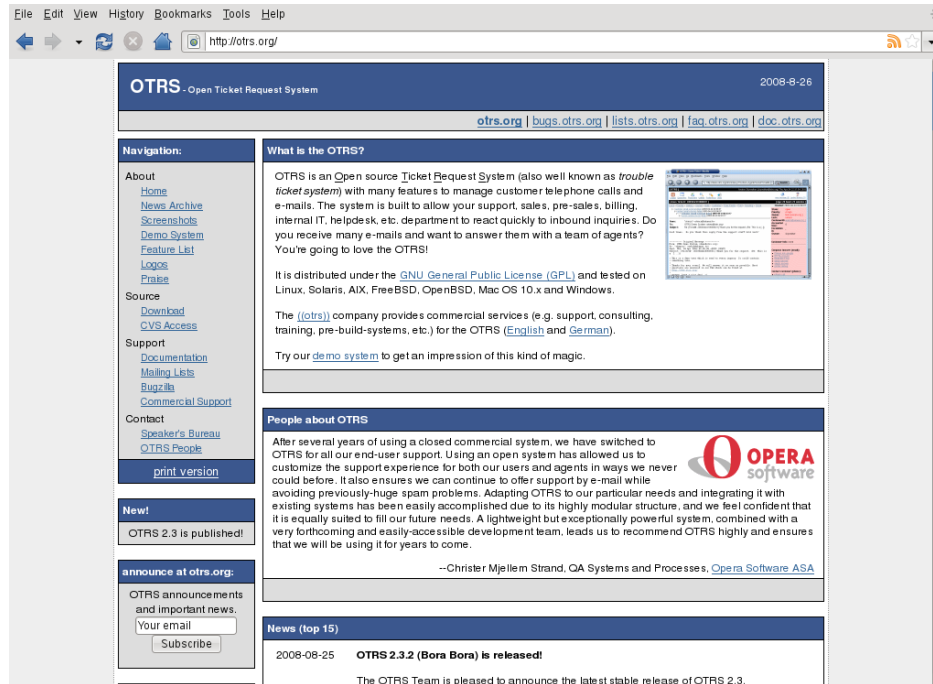 File Edit View History Bookmarks Tools Help
http://otrs.org/
OTRS - Open Ticket Request System
2008-8-26
otrs.org | bugs.otrs.org | lists.otrs.org | faq.otrs.org | doc.otrs.org
Navigation:
About
Home
News Archive
Screenshots
Demo System
Feature List
Logos
Praise
Source
Download
CVS Access
Support
Documentation
Mailing Lists
Bugzilla
Commercial Support
Contact
Speaker's Bureau
OTRS People
print version
New!
OTRS 2.3 is published!
announce at otrs.org:
OTRS announcements
and important news.
Your email
Subscribe
What is the OTRS?
OTRS is an Open source Ticket Request System (also well known as trouble
ticket system) with many features to manage customer telephone calls and
e-mails. The system is built to allow your support, sales, pre-sales, billing,
internal IT, helpdesk, etc. department to react quickly to inbound inquiries. Do
you receive many e-mails and want to answer them with a team of agents?
You're going to love the OTRS!
It is distributed under the GNU General Public License (GPL) and tested on
Linux, Solaris, AIX, FreeBSD, OpenBSD, Mac OS 10.x and Windows.
The ((otrs)) company provides commercial services (e.g. support, consulting,
training, pre-build-systems, etc.) for the OTRS (English and German).
Try our demo system to get an impression of this kind of magic.
People about OTRS
After several years of using a closed commercial system, we have switched to
OTRS for all our end-user support. Using an open system has allowed us to
customize the support experience for both our users and agents in ways we never
could before. It also ensures we can continue to offer support by e-mail while
avoiding previously-huge spam problems. Adapting OTRS to our particular needs and integrating it with
existing systems has been easily accomplished due to its highly modular structure, and we feel confident that
it is equally suited to fill our future needs. A lightweight but exceptionally powerful system, combined with a
very forthcoming and easily-accessible development team, leads us to recommend OTRS highly and ensures
that we will be using it for years to come.
OPERA
software
--Christer Mjellem Strand, QA Systems and Processes, Opera Software ASA
News (top 15)
2008-08-25 OTRS 2.3.2 (Bora Bora) is released!
The OTRS Team is pleased to announce the latest stable release of OTRS 2.3.